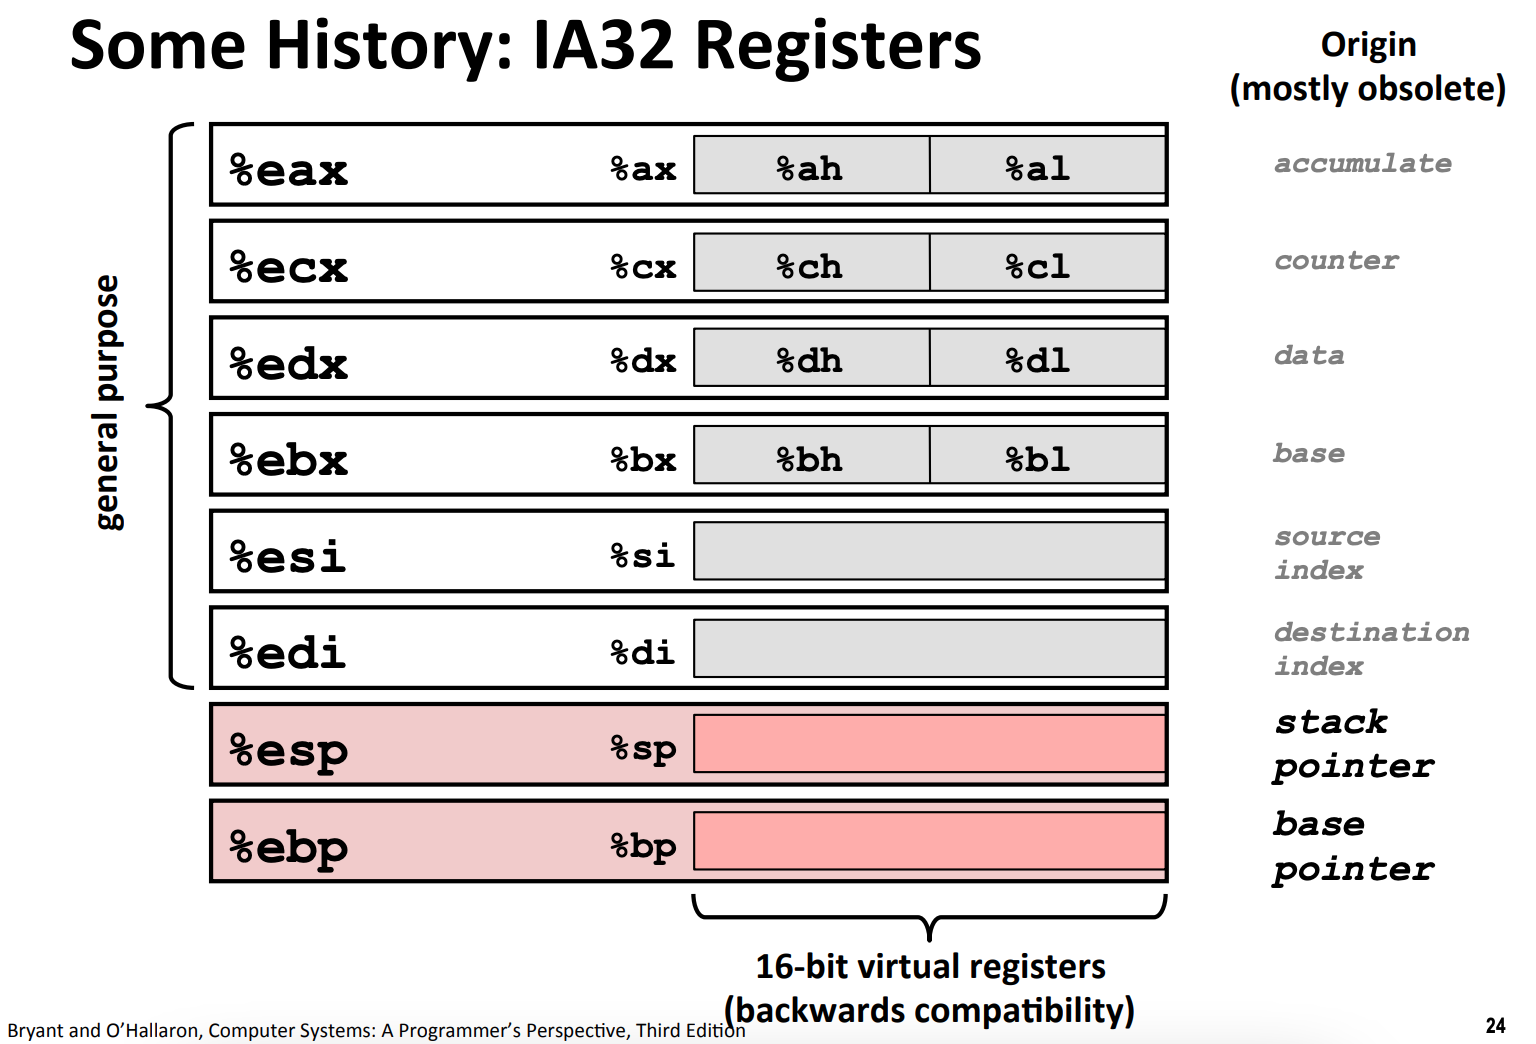 Some History: IA32 Registers
Origin
(mostly obsolete)
general purpose
%eax %ax %ah %al accumulate
%ecx %cx %ch %cl counter
%edx %dx %dh %dl data
%ebx %bx %bh %bl base
%esi %si source
index
%edi %di destination
index
%esp %sp stack
pointer
%ebp %bp base
pointer
16-bit virtual registers
(backwards compatibility)
Bryant and O'Hallaron, Computer Systems: A Programmer's Perspective, Third Edition
24